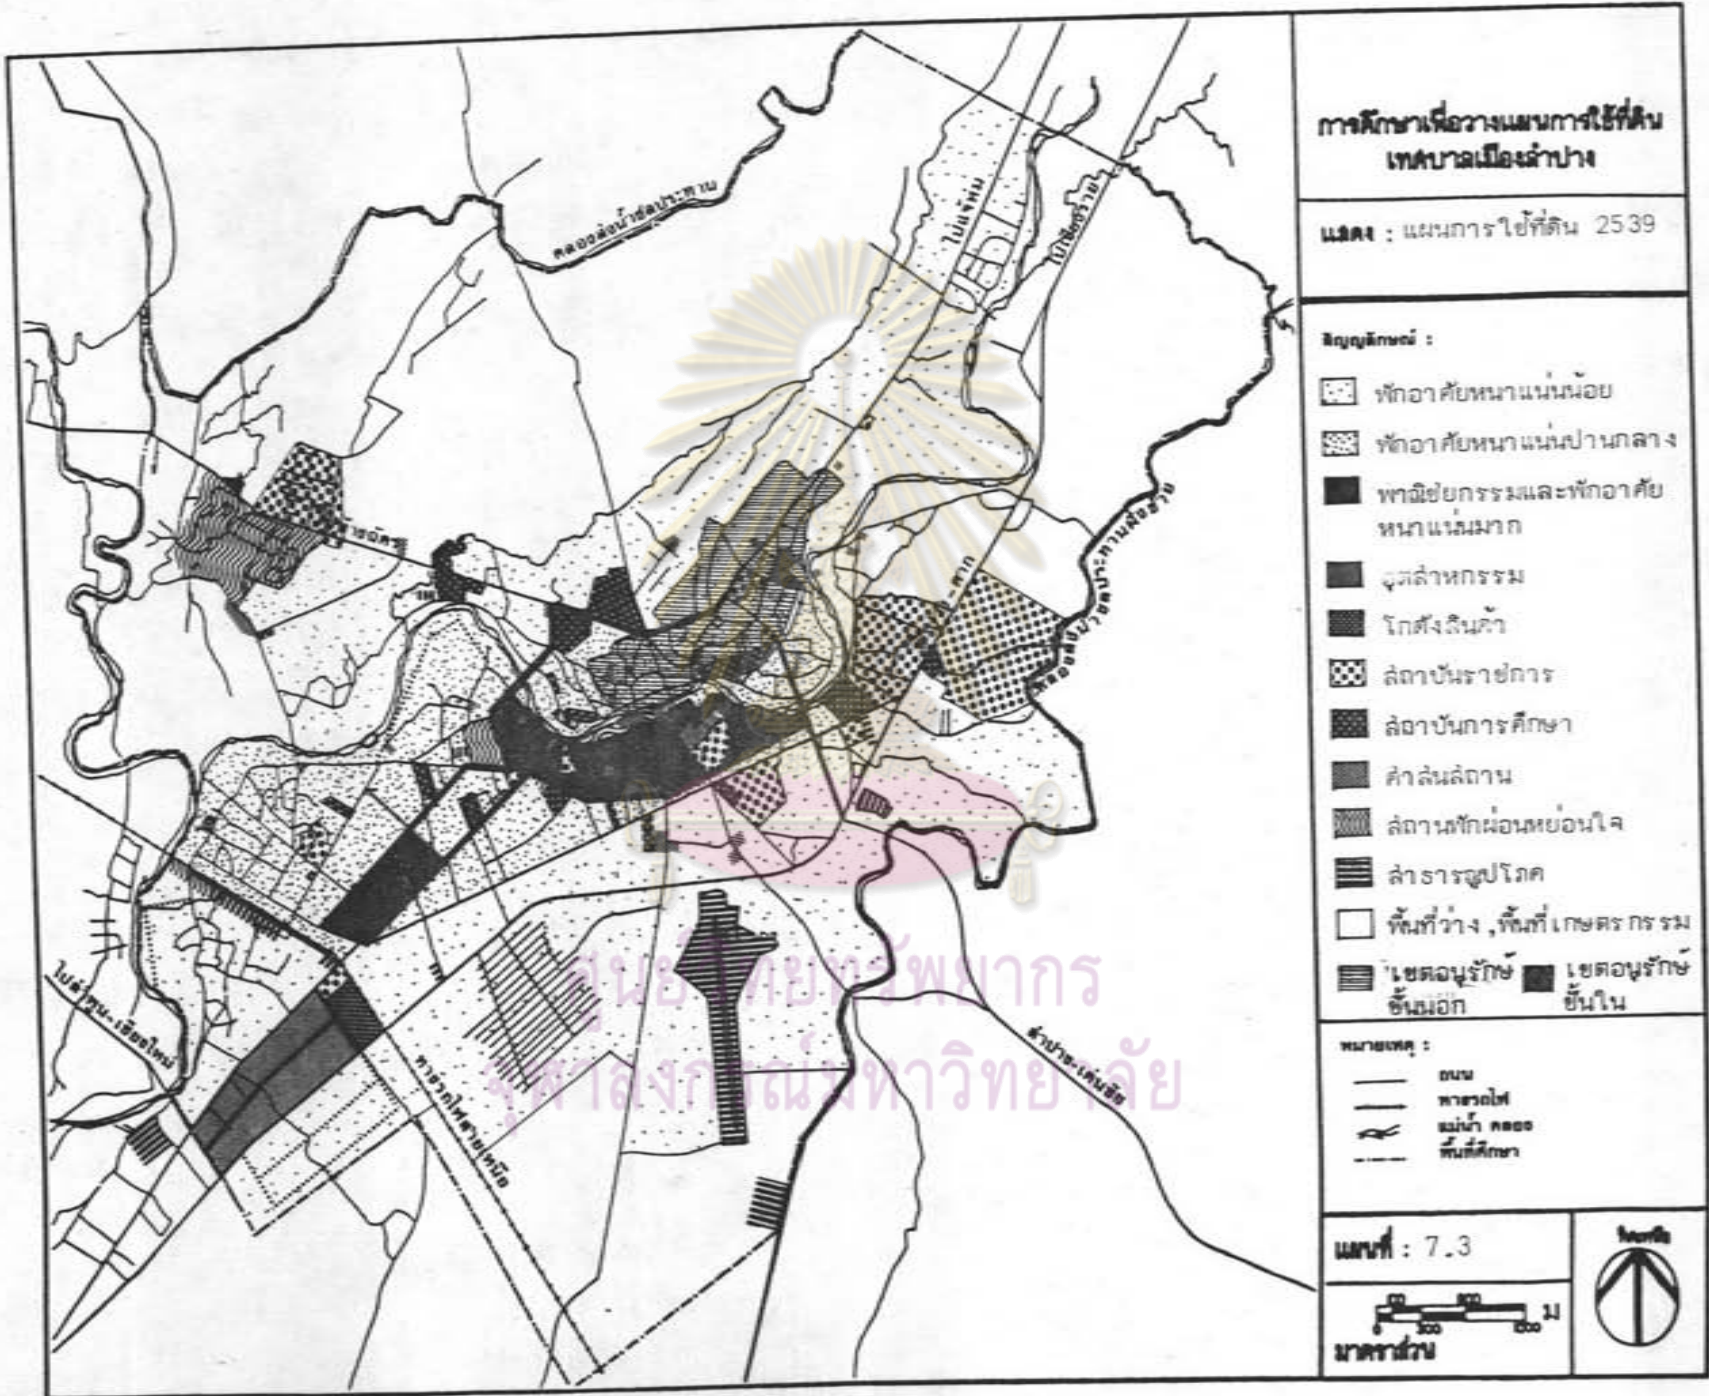 การศึกษาเพื่อวางแผนการใช้ที่ดิน
เทศบาลเมืองลำปาง
แสดง : แผนการใช้ที่ดิน 2539
สัญญลักษณ์ :
พักอาศัยหนาแน่นน้อย
พักอาศัยหนาแน่นปานกลาง
พาณิชยกรรมและพักอาศัย
หนาแน่นมาก
อุตสาหกรรม
โกดังสินค้า
สถาบันราชการ
สถาบันการศึกษา
ศาสนสถาน
สถานพักผ่อนหย่อนใจ
สาธารณูปโภค
พื้นที่ว่าง,พื้นที่เกษตรกรรม
เขตอนุรักษ์
ชั้นนอก
เขตอนุรักษ์
ชั้นใน
หมายเหตุ :
ถนน
ทางรถไฟ
แม่น้ำ คลอง
พื้นที่ศึกษา
แผนที่ : 7.3
ทิศเหนือ
0 300 ม
มาตราส่วน
คลองส่งน้ำชลประทาน
ไปแจ้ห่ม
ไปเชียงราย
ไปลำพูน-เชียงใหม่
ทางรถไฟสายเหนือ
ลำปาง-เด่นชัย
ศูนย์วิทยทรัพยากร
จุฬาลงกรณ์มหาวิทยาลัย